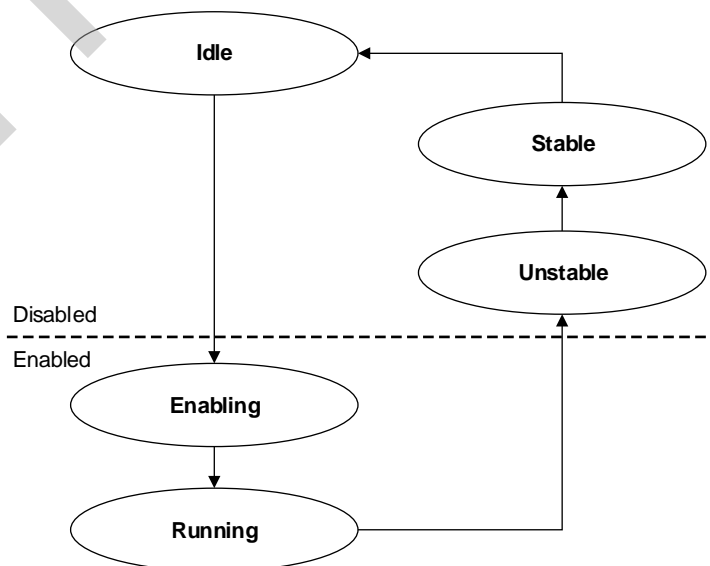 Idle
Stable
Unstable
Disabled
Enabled
Enabling
Running